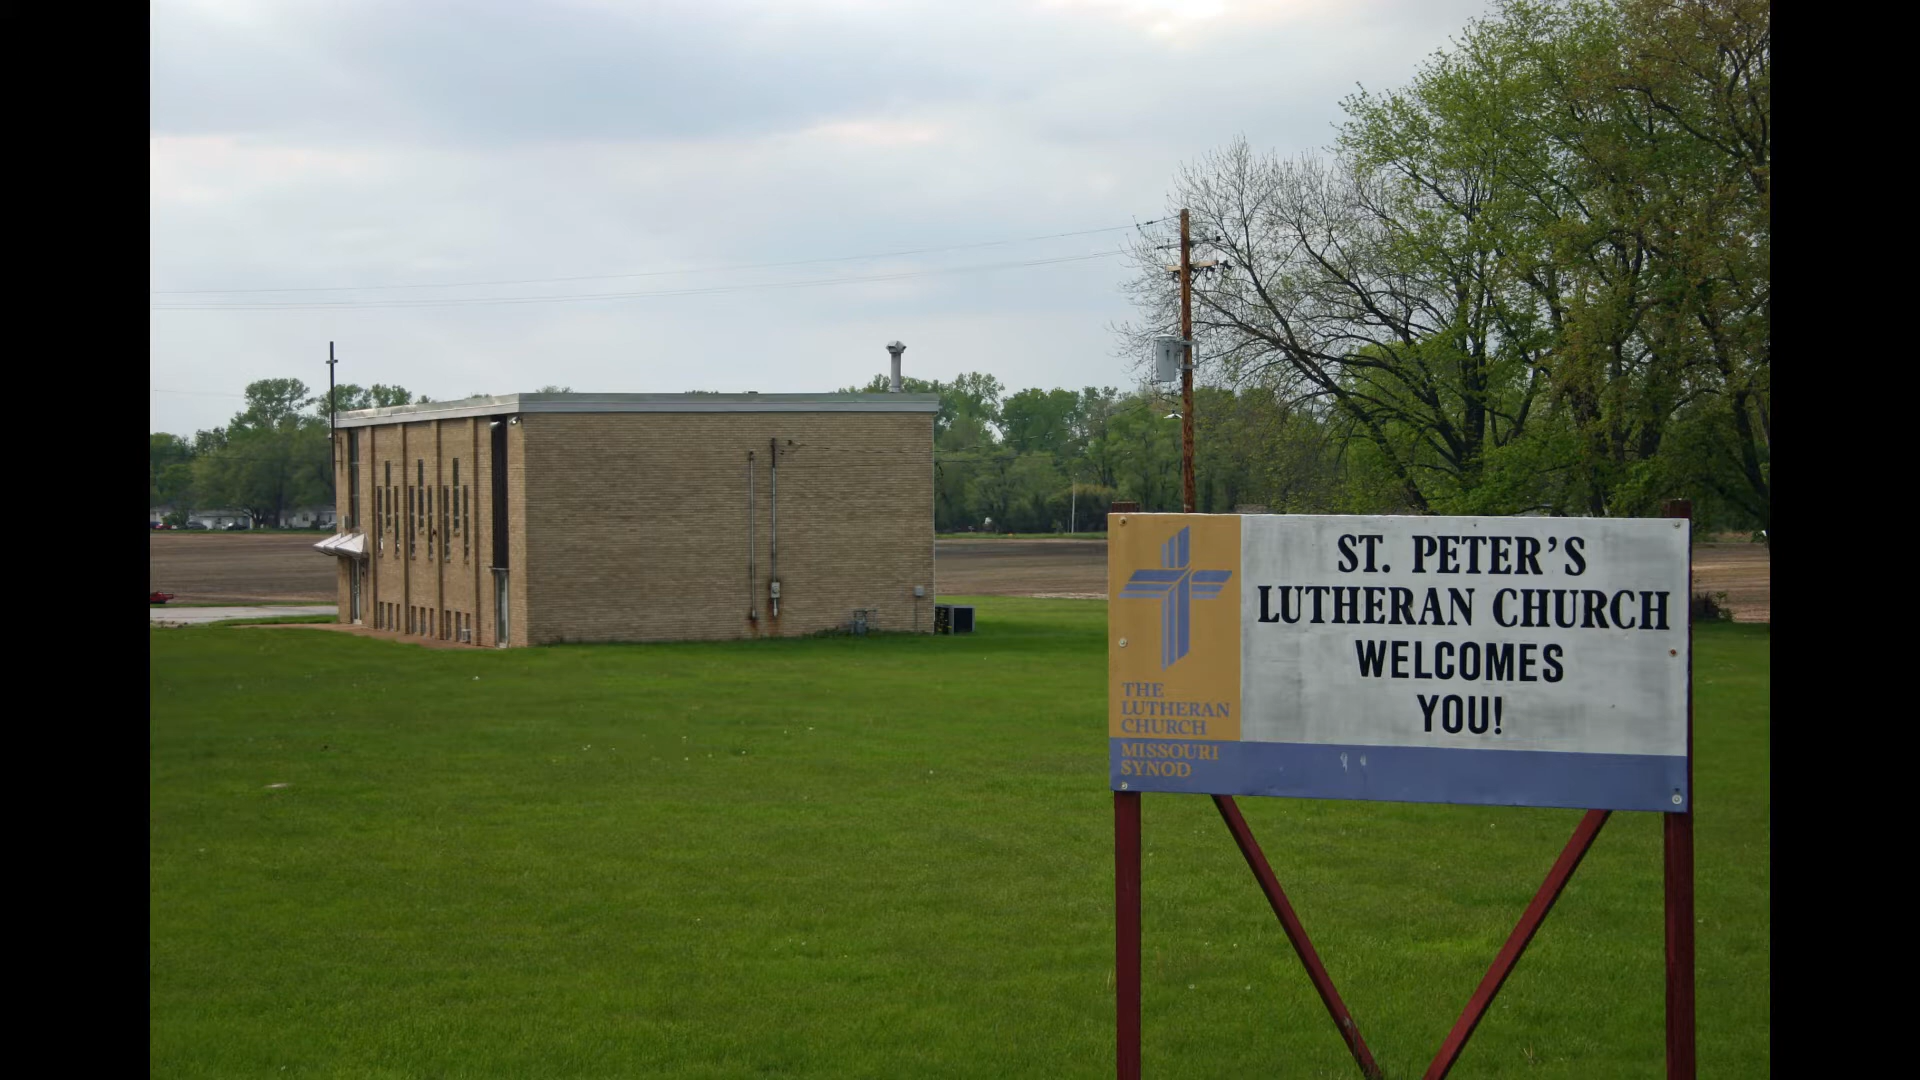 ST. PETER'S
LUTHERAN CHURCH
WELCOMES
YOU!
THE
LUTHERAN
CHURCH
MISSOURI
SYNOD